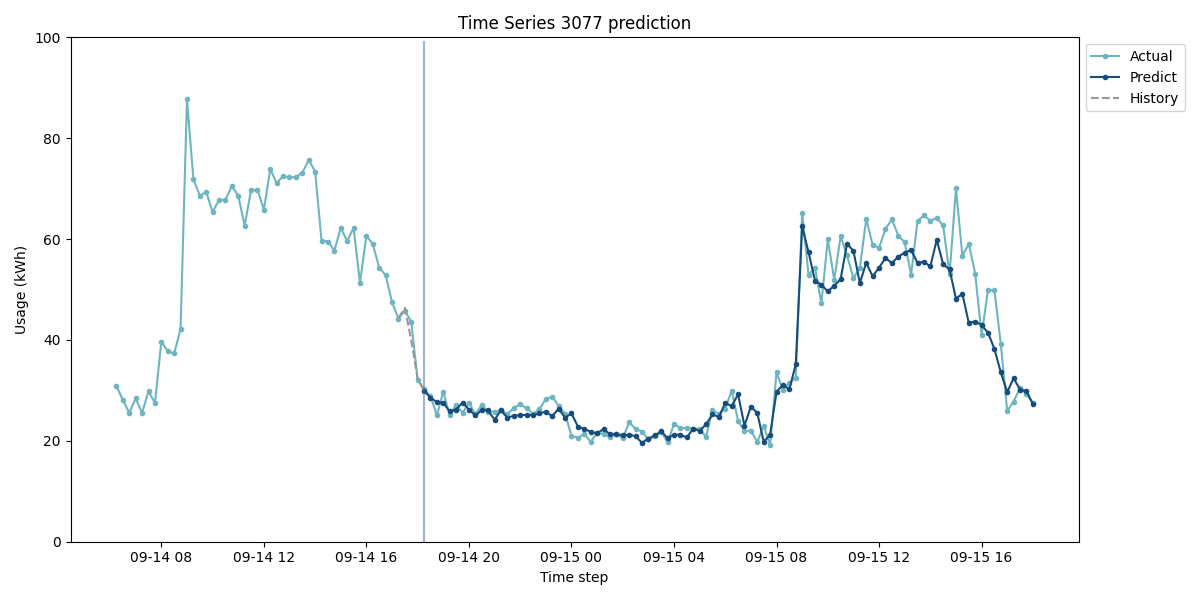 Time Series 3077 prediction
100
80
60
40
20
0
Usage (kWh)
09-14 08
09-14 12
09-14 16
09-14 20
09-15 00
09-15 04
09-15 08
09-15 12
09-15 16
Time step
Actual
Predict
History